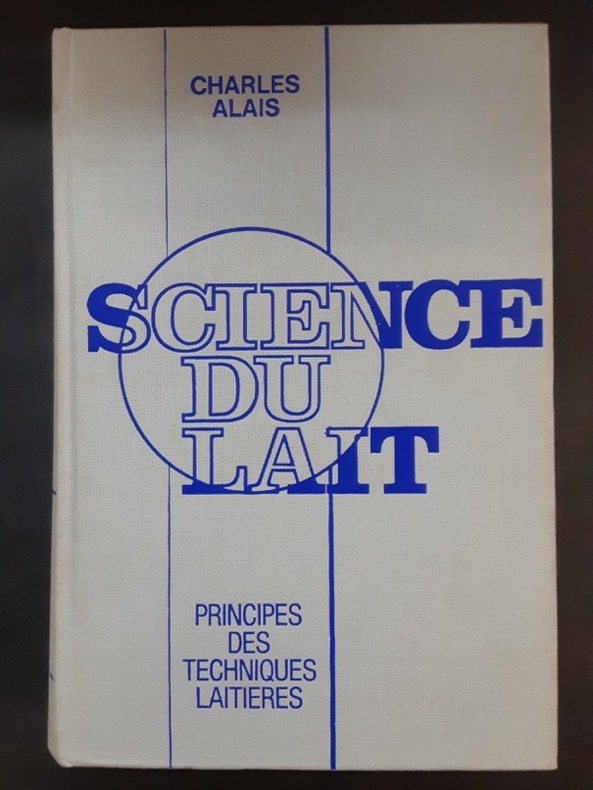 CHARLES
ALAIS
SCIENCE
DU
LAIT
PRINCIPES
DES
TECHNIQUES
LAITIERES